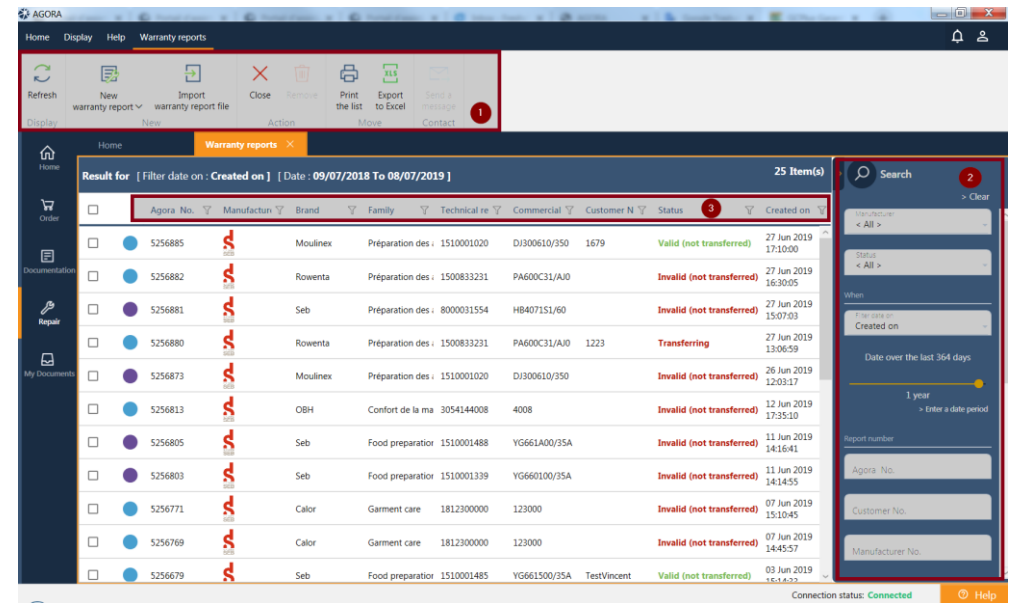 AGORA
Home Display Help Warranty reports
Refresh New warranty report Import warranty report file Close Remove Print the list Export to Excel Send a message
XLS
Display New Action Move Contact
1
Home Warranty reports
Home
Order
Documentation
Repair
My Documents
Result for [ Filter date on : Created on ] [ Date : 09/07/2018 To 08/07/2019 ] 25 Item(s)
Agora No. Manufacturi Brand Family Technical re Commercial Customer N Status 3 Created on
5256885 Moulinex Préparation des 1510001020 DJ300610/350 1679 Valid (not transferred) 27 Jun 2019 17:10:00
5256882 Rowenta Préparation des 1500833231 PA600C31/AJ0 Invalid (not transferred) 27 Jun 2019 16:30:05
5256881 Seb Préparation des 8000031554 HB4071S1/60 Invalid (not transferred) 27 Jun 2019 15:07:03
5256880 Rowenta Préparation des 1500833231 PA600C31/AJ0 1223 Transferring 27 Jun 2019 13:06:59
5256873 Moulinex Préparation des 1510001020 DJ300610/350 Invalid (not transferred) 26 Jun 2019 12:03:17
5256813 OBH Confort de la ma 3054144008 4008 Invalid (not transferred) 12 Jun 2019 17:35:10
5256805 Seb Food preparation 1510001488 YG661A00/35A Invalid (not transferred) 11 Jun 2019 14:16:41
5256803 Seb Food preparation 1510001339 YG660100/35A Invalid (not transferred) 11 Jun 2019 14:14:55
5256771 Calor Garment care 1812300000 123000 Invalid (not transferred) 07 Jun 2019 15:10:45
5256769 Calor Garment care 1812300000 123000 Invalid (not transferred) 07 Jun 2019 14:45:57
5256679 Seb Food preparation 1510001485 YG661500/35A TestVincent Valid (not transferred) 03 Jun 2019
Search
2
> Clear
Manufacturer
< All >
Status
< All >
When
Filter date on
Created on
Date over the last 364 days
1 year
> Enter a date period
Report number
Agora No.
Customer No.
Manufacturer No.
Connection status: Connected
Help